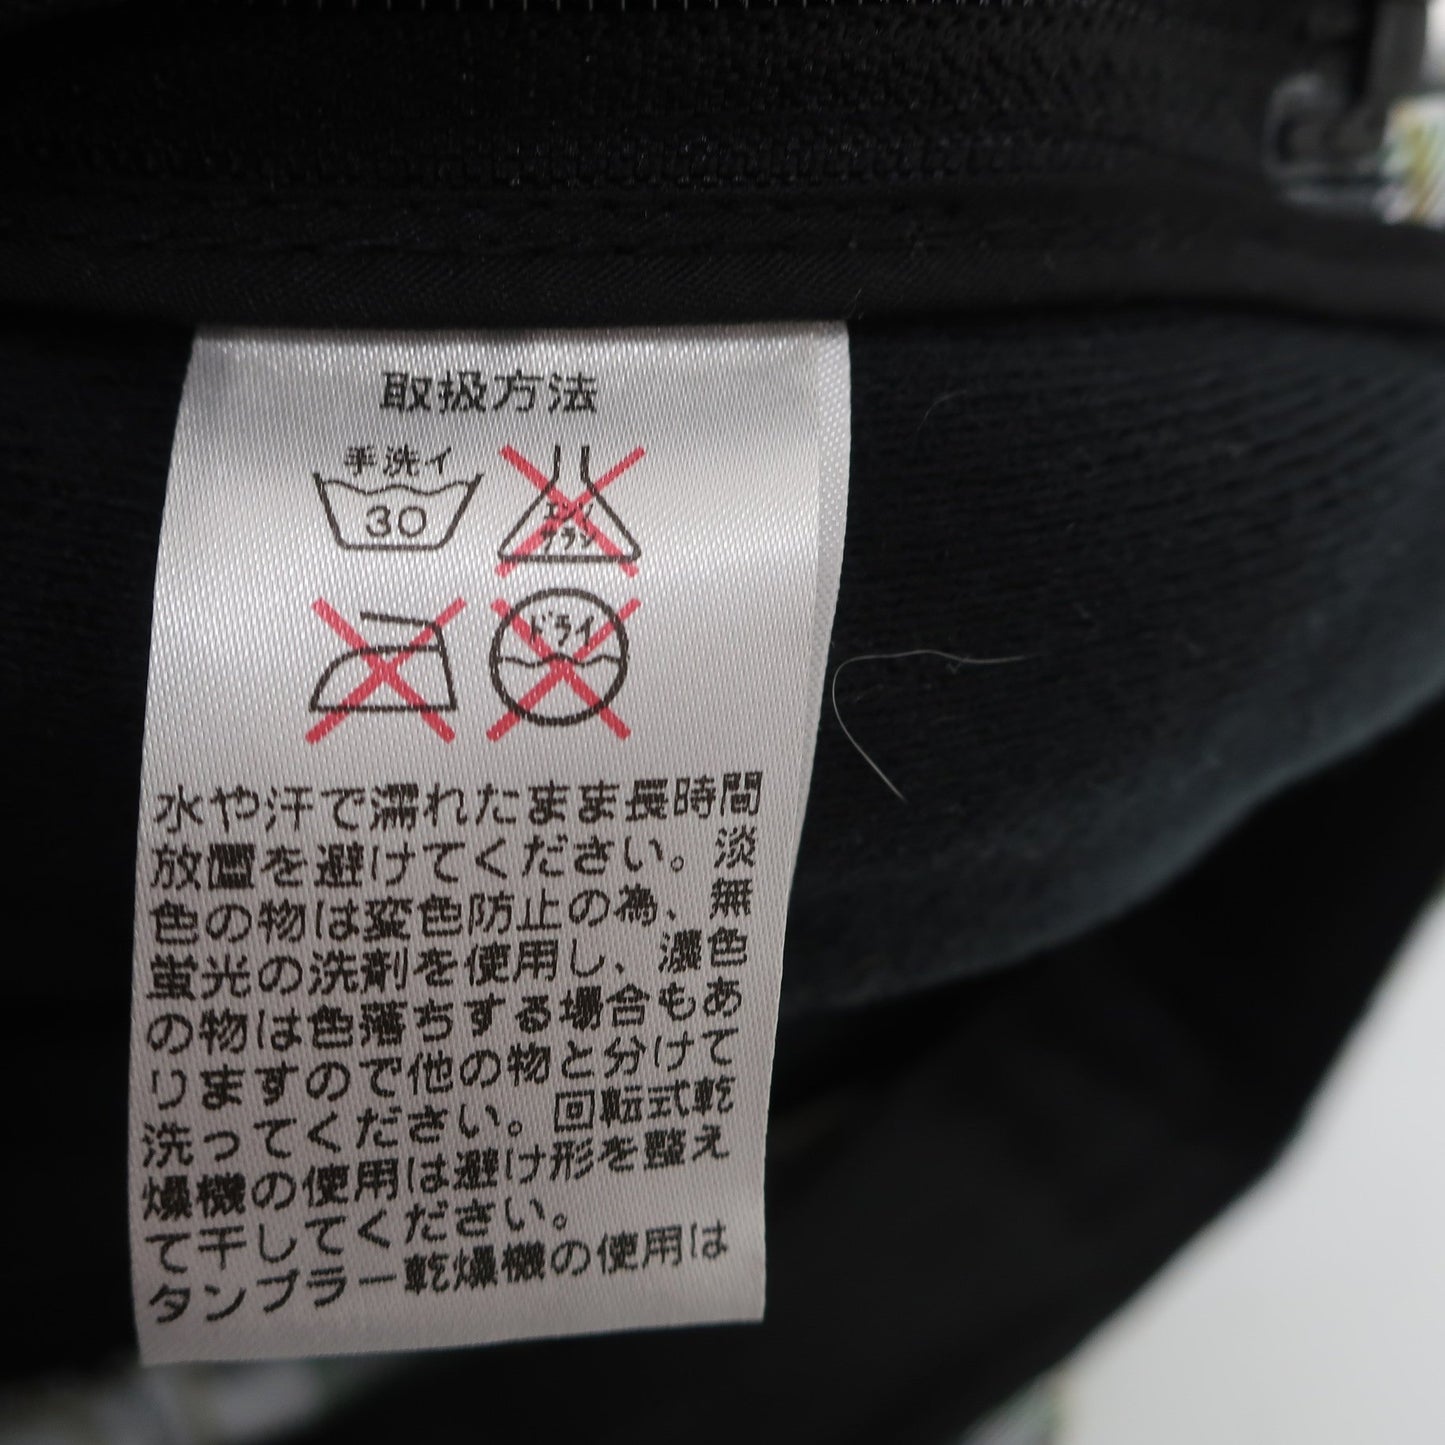 取扱方法
手洗イ
30
エンソ
サラシ
ドライ
水や汗で濡れたまま長時間
放置を避けてください。淡
色の物は変色防止の為、無
蛍光の洗剤を使用し、濃色
の物は色落ちする場合もあ
りますので他の物と分けて
洗ってください。回転式乾
燥機の使用は避け形を整え
て干してください。
タンブラー乾燥機の使用は